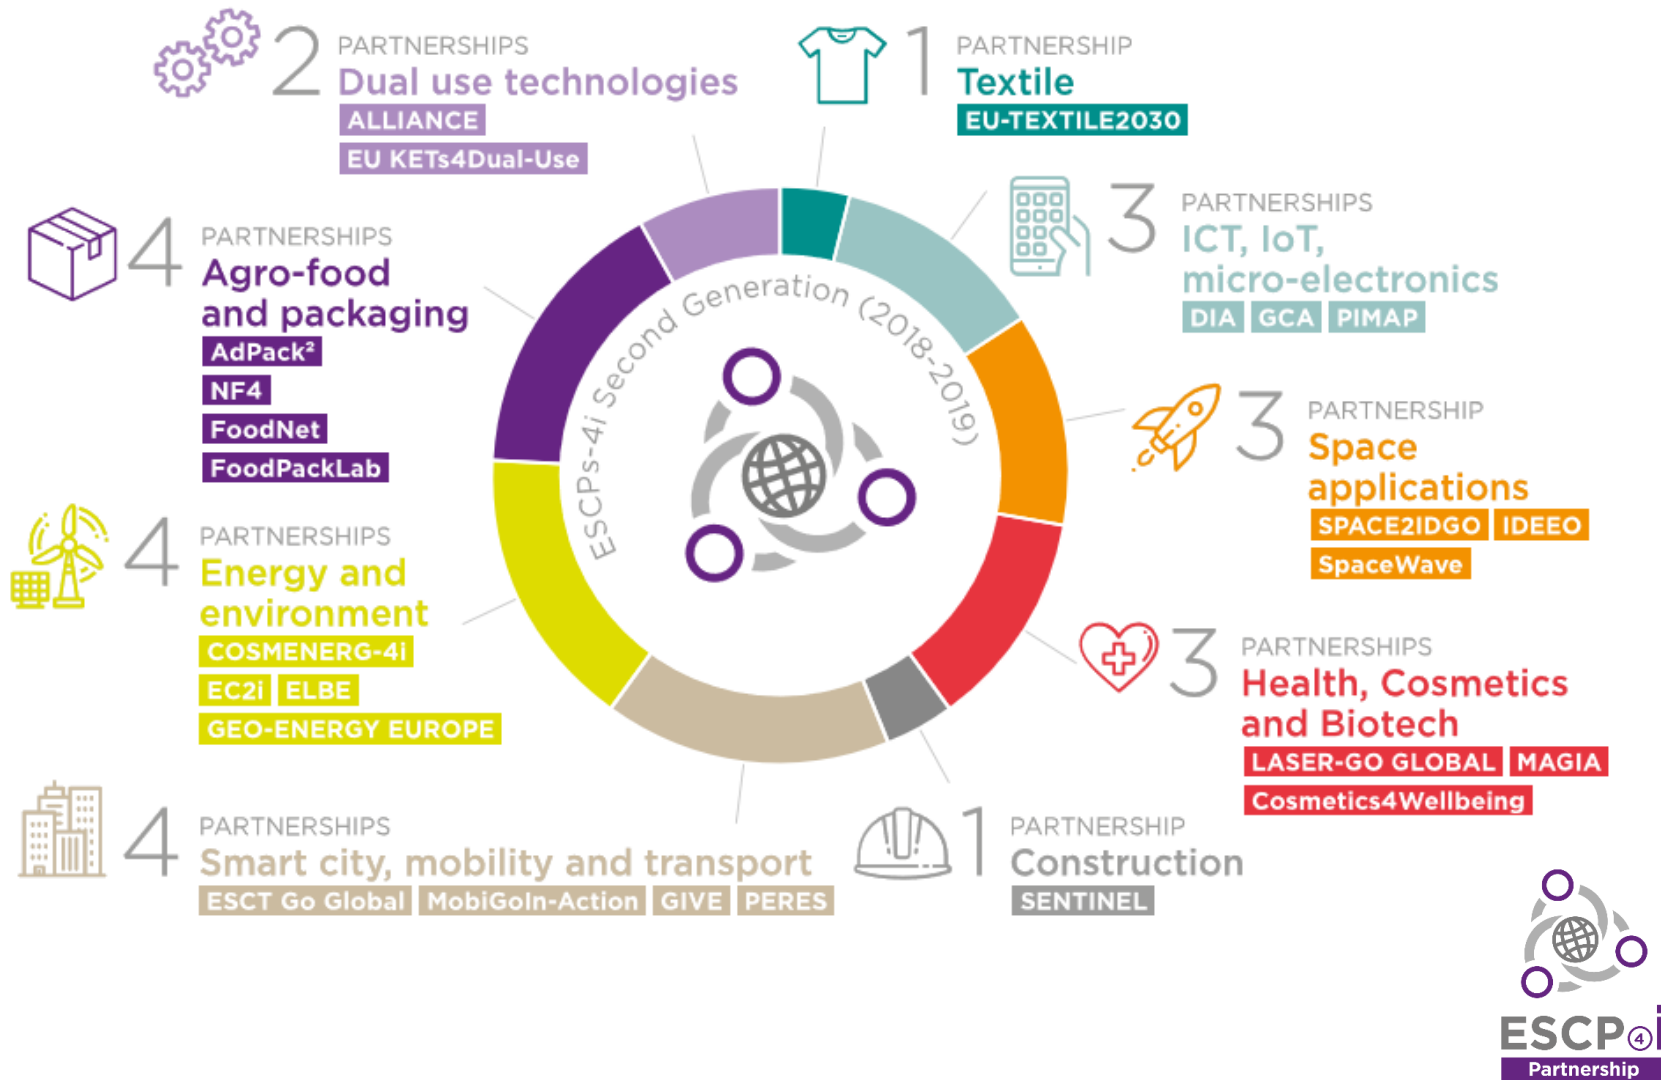 2 PARTNERSHIPS
Dual use technologies
ALLIANCE
EU KETs4Dual-Use
1 PARTNERSHIP
Textile
EU-TEXTILE2030
3 PARTNERSHIPS
ICT, IoT,
micro-electronics
DIA GCA PIMAP
3 PARTNERSHIP
Space
applications
SPACE2IDGO IDEEO
SpaceWave
3 PARTNERSHIPS
Health, Cosmetics
and Biotech
LASER-GO GLOBAL MAGIA
Cosmetics4Wellbeing
1 PARTNERSHIP
Construction
SENTINEL
4 PARTNERSHIPS
Smart city, mobility and transport
ESCT Go Global MobiGoIn-Action GIVE PERES
4 PARTNERSHIPS
Energy and
environment
COSMENERG-4i
EC2i ELBE
GEO-ENERGY EUROPE
4 PARTNERSHIPS
Agro-food
and packaging
AdPack²
NF4
FoodNet
FoodPackLab
ESCPs-4i Second Generation (2018-2019)
ESCP 4 i
Partnership